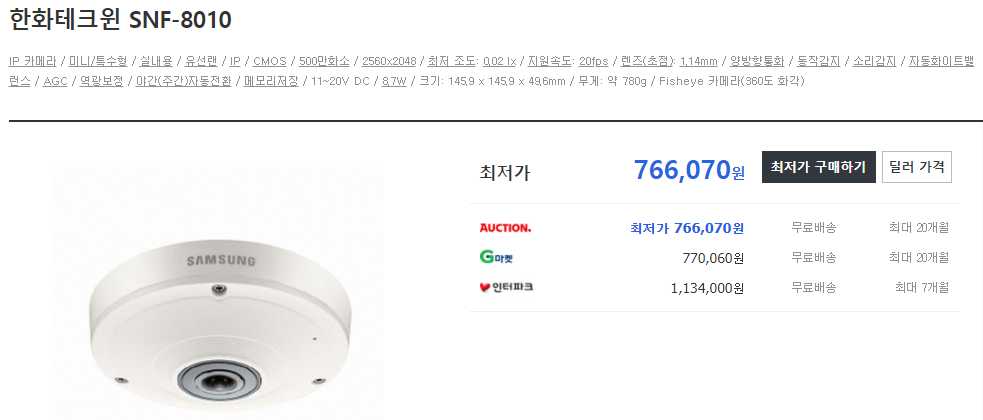 한화테크윈 SNF-8010
IP 카메라 / 미니/특수형 / 실내용 / 유선랜 / IP / CMOS / 500만화소 / 2560x2048 / 최저 조도: 0,02 lx / 지원속도: 20fps / 렌즈(초점): 1,14mm / 양방향통화 / 동작감지 / 소리감지 / 자동화이트밸
런스 / AGC / 역광보정 / 야간(주간)자동전환 / 메모리저장 / 11~20V DC / 8,7W / 크기: 145,9 x 145,9 x 49,6mm / 무게: 약 780g / Fisheye 카메라(360도 화각)
최저가 766,070원 최저가 구매하기 딜러 가격
AUCTION. 최저가 766,070원 무료배송 최대 20개월
G마켓 770,060원 무료배송 최대 20개월
인터파크 1,134,000원 무료배송 최대 7개월
SAMSUNG